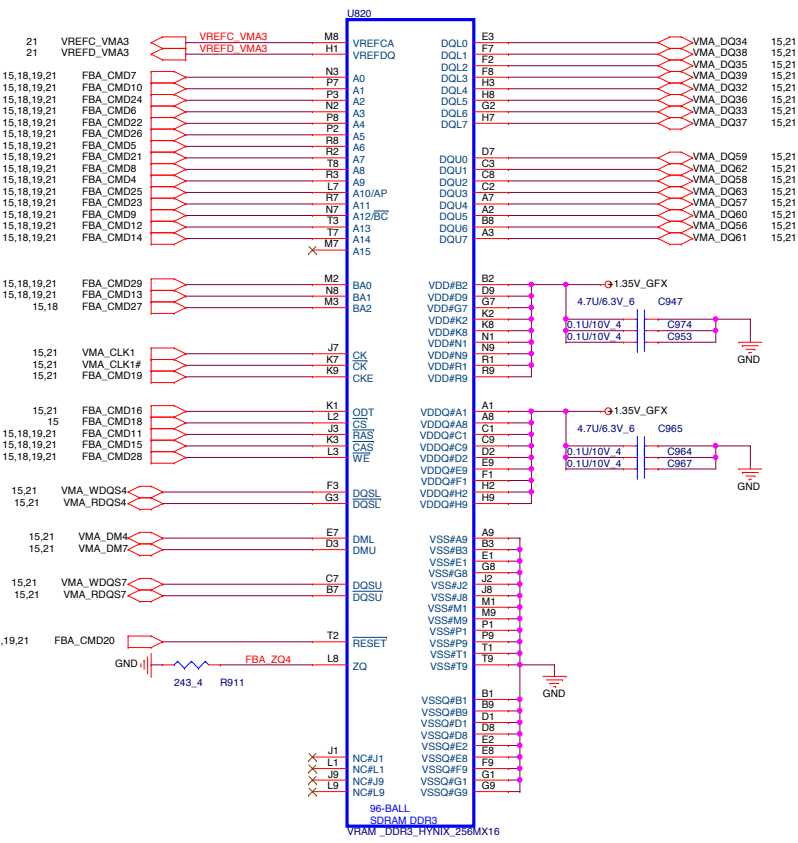 U820
21 VREFC_VMA3 VREFC_VMA3 M8 VREFCA DQL0 E3 VMA_DQ34 15,21
21 VREFD_VMA3 VREFD_VMA3 H1 VREFDQ DQL1 F7 VMA_DQ38 15,21
DQL2 F2 VMA_DQ35 15,21
15,18,19,21 FBA_CMD7 N3 A0 DQL3 F8 VMA_DQ39 15,21
15,18,19,21 FBA_CMD10 P7 A1 DQL4 H3 VMA_DQ32 15,21
15,18,19,21 FBA_CMD24 P3 A2 DQL5 H8 VMA_DQ36 15,21
15,18,19,21 FBA_CMD6 N2 A3 DQL6 G2 VMA_DQ33 15,21
15,18,19,21 FBA_CMD22 P8 A4 DQL7 H7 VMA_DQ37 15,21
15,18,19,21 FBA_CMD26 P2 A5
15,18,19,21 FBA_CMD5 R8 A6
15,18,19,21 FBA_CMD21 R2 A7 DQU0 D7 VMA_DQ59 15,21
15,18,19,21 FBA_CMD8 T8 A8 DQU1 C3 VMA_DQ62 15,21
15,18,19,21 FBA_CMD4 R3 A9 DQU2 C8 VMA_DQ58 15,21
15,18,19,21 FBA_CMD25 L7 A10/AP DQU3 C2 VMA_DQ63 15,21
15,18,19,21 FBA_CMD23 R7 A11 DQU4 A7 VMA_DQ57 15,21
15,18,19,21 FBA_CMD9 N7 A12/BC DQU5 A2 VMA_DQ60 15,21
15,18,19,21 FBA_CMD12 T3 A13 DQU6 B8 VMA_DQ56 15,21
15,18,19,21 FBA_CMD14 T7 A14 DQU7 A3 VMA_DQ61 15,21
M7 A15
15,18,19,21 FBA_CMD29 M2 BA0 VDD#B2 B2 +1.35V_GFX
15,18,19,21 FBA_CMD13 N8 BA1 VDD#D9 D9
15,18 FBA_CMD27 M3 BA2 VDD#G7 G7 4.7U/6.3V_6 C947
VDD#K2 K2
VDD#K8 K8 0.1U/10V_4 C974
VDD#N1 N1 0.1U/10V_4 C953
15,21 VMA_CLK1 J7 CK VDD#N9 N9 GND
15,21 VMA_CLK1# K7 CK VDD#R1 R1
15,21 FBA_CMD19 K9 CKE VDD#R9 R9
15,21 FBA_CMD16 K1 ODT VDDQ#A1 A1 +1.35V_GFX
15 FBA_CMD18 L2 CS VDDQ#A8 A8
15,18,19,21 FBA_CMD11 J3 RAS VDDQ#C1 C1 4.7U/6.3V_6 C965
15,18,19,21 FBA_CMD15 K3 CAS VDDQ#C9 C9
15,18,19,21 FBA_CMD28 L3 WE VDDQ#D2 D2 0.1U/10V_4 C964
VDDQ#E9 E9 0.1U/10V_4 C967
VDDQ#F1 F1
15,21 VMA_WDQS4 F3 DQSL VDDQ#H2 H2 GND
15,21 VMA_RDQS4 G3 DQSL VDDQ#H9 H9
15,21 VMA_DM4 E7 DML VSS#A9 A9
15,21 VMA_DM7 D3 DMU VSS#B3 B3
VSS#E1 E1
VSS#G8 G8
15,21 VMA_WDQS7 C7 DQSU VSS#J2 J2
15,21 VMA_RDQS7 B7 DQSU VSS#J8 J8
VSS#M1 M1
VSS#M9 M9
VSS#P1 P1
,19,21 FBA_CMD20 T2 RESET VSS#P9 P9
VSS#T1 T1
GND FBA_ZQ4 L8 ZQ VSS#T9 T9
243_4 R911 GND
VSSQ#B1 B1
VSSQ#B9 B9
VSSQ#D1 D1
VSSQ#D8 D8
VSSQ#E2 E2
J1 NC#J1 VSSQ#E8 E8
L1 NC#L1 VSSQ#F9 F9
J9 NC#J9 VSSQ#G1 G1
L9 NC#L9 VSSQ#G9 G9
96-BALL
SDRAM DDR3
VRAM _DDR3_HYNIX_256MX16